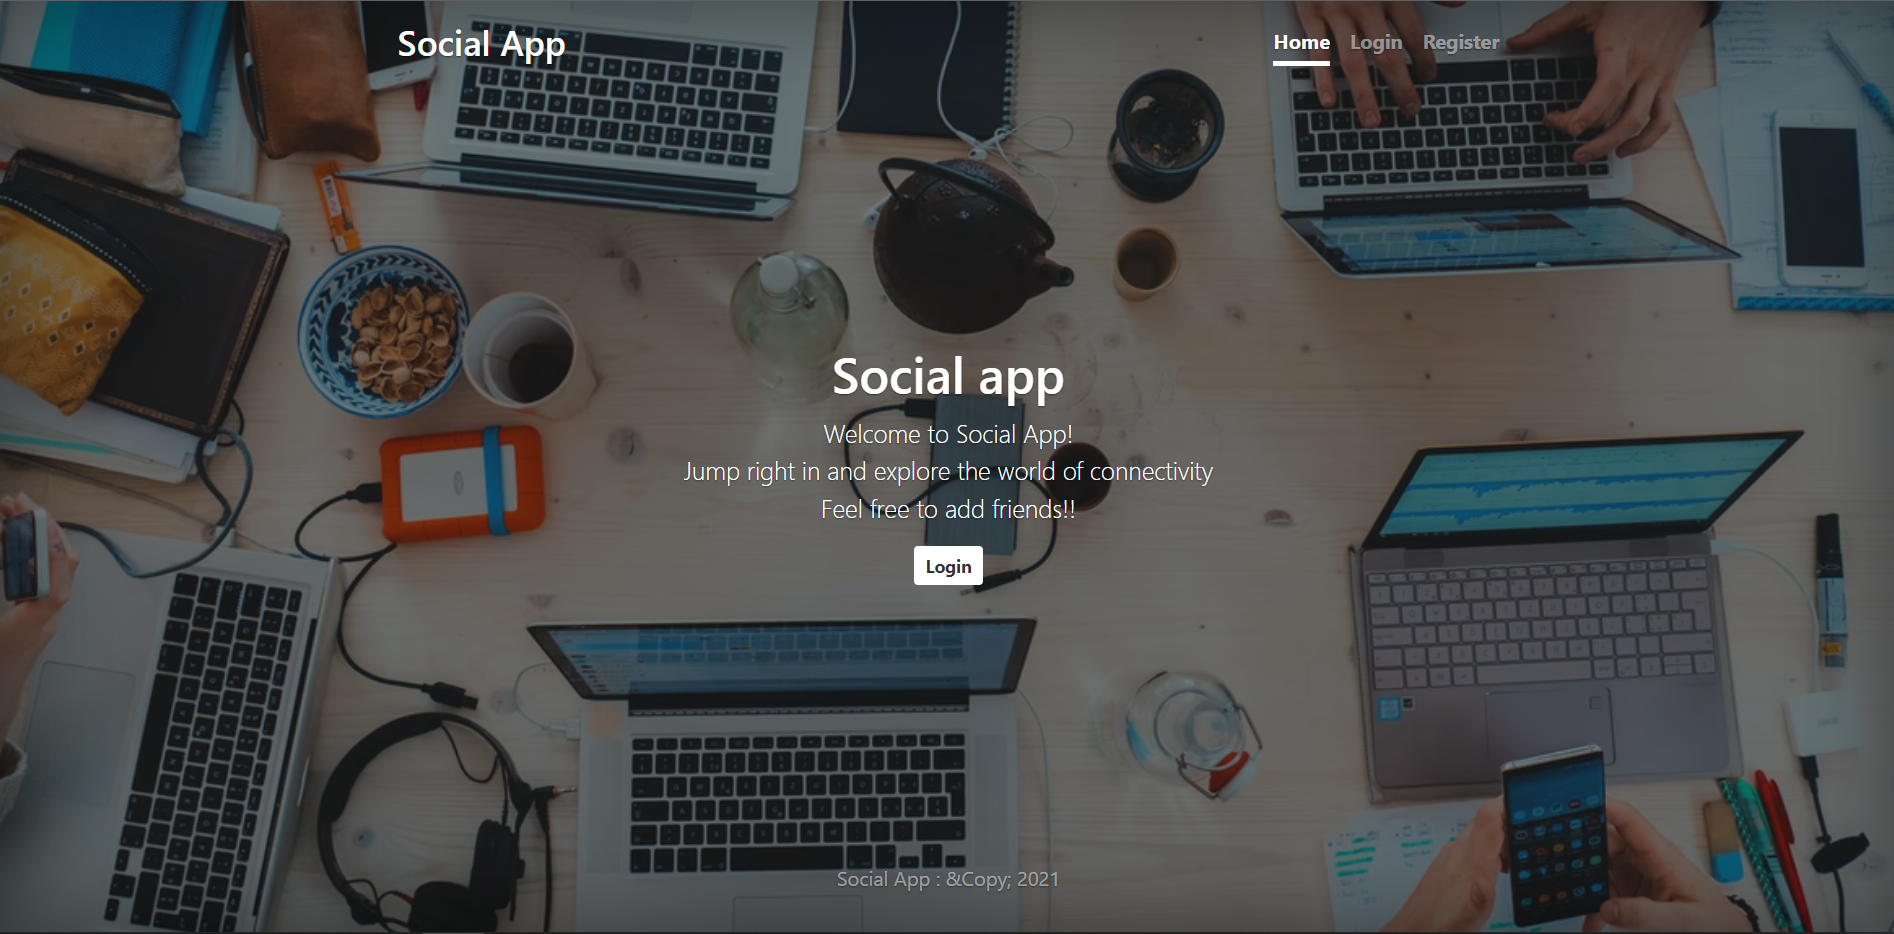 Social App
Home Login Register
Social app
Welcome to Social App!
Jump right in and explore the world of connectivity
Feel free to add friends!!
Login
Social App : &Copy; 2021